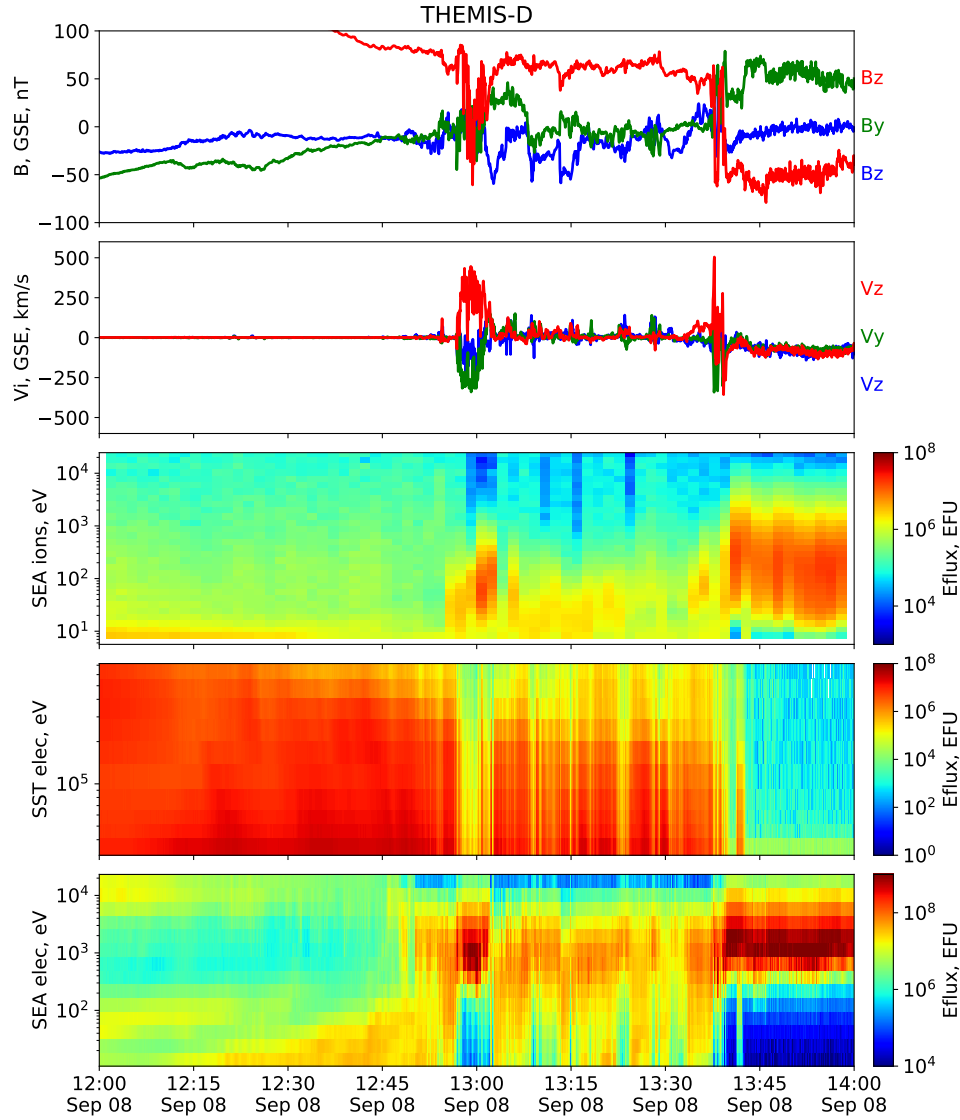 THEMIS-D
100
50
0
−50
−100
B, GSE, nT
Bz
By
Bz
500
250
0
−250
−500
Vi, GSE, km/s
Vz
Vy
Vz
10⁴
10³
10²
10¹
SEA ions, eV
10⁸
10⁶
10⁴
Eflux, EFU
10⁵
SST elec, eV
10⁸
10⁶
10⁴
10²
10⁰
Eflux, EFU
10⁴
10³
10²
SEA elec, eV
10⁸
10⁶
10⁴
Eflux, EFU
12:00 12:15 12:30 12:45 13:00 13:15 13:30 13:45 14:00
Sep 08 Sep 08 Sep 08 Sep 08 Sep 08 Sep 08 Sep 08 Sep 08 Sep 08